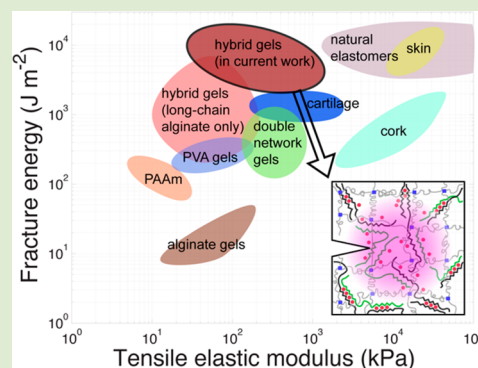 Fracture energy (J m⁻²)
10⁴
10³
10²
10¹
10⁰
hybrid gels
(in current work)
natural
elastomers
skin
hybrid gels
(long-chain
alginate only)
cartilage
double
network
gels
cork
PVA gels
PAAm
alginate gels
10⁰
10¹
10²
10³
10⁴
Tensile elastic modulus (kPa)